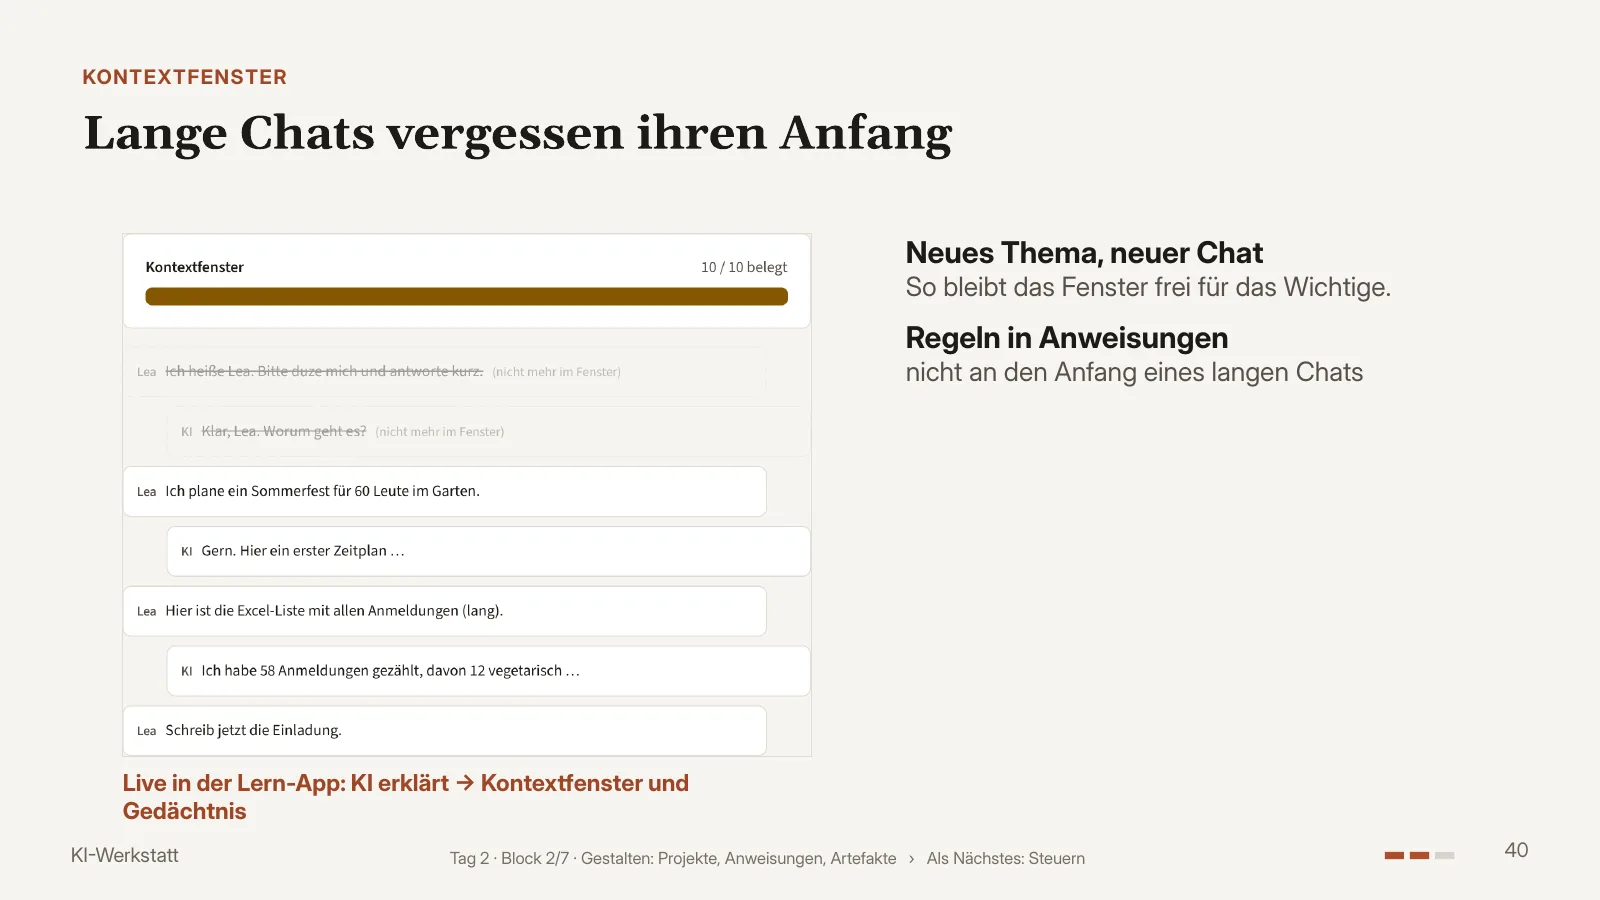 KONTEXTFENSTER
Lange Chats vergessen ihren Anfang
Kontextfenster
10 / 10 belegt
Lea Ich heiße Lea. Bitte duze mich und antworte kurz. (nicht mehr im Fenster)
KI Klar, Lea. Worum geht es? (nicht mehr im Fenster)
Lea Ich plane ein Sommerfest für 60 Leute im Garten.
KI Gern. Hier ein erster Zeitplan …
Lea Hier ist die Excel-Liste mit allen Anmeldungen (lang).
KI Ich habe 58 Anmeldungen gezählt, davon 12 vegetarisch …
Lea Schreib jetzt die Einladung.
Live in der Lern-App: KI erklärt → Kontextfenster und
Gedächtnis
Neues Thema, neuer Chat
So bleibt das Fenster frei für das Wichtige.
Regeln in Anweisungen
nicht an den Anfang eines langen Chats
KI-Werkstatt
Tag 2 · Block 2/7 · Gestalten: Projekte, Anweisungen, Artefakte › Als Nächstes: Steuern
40